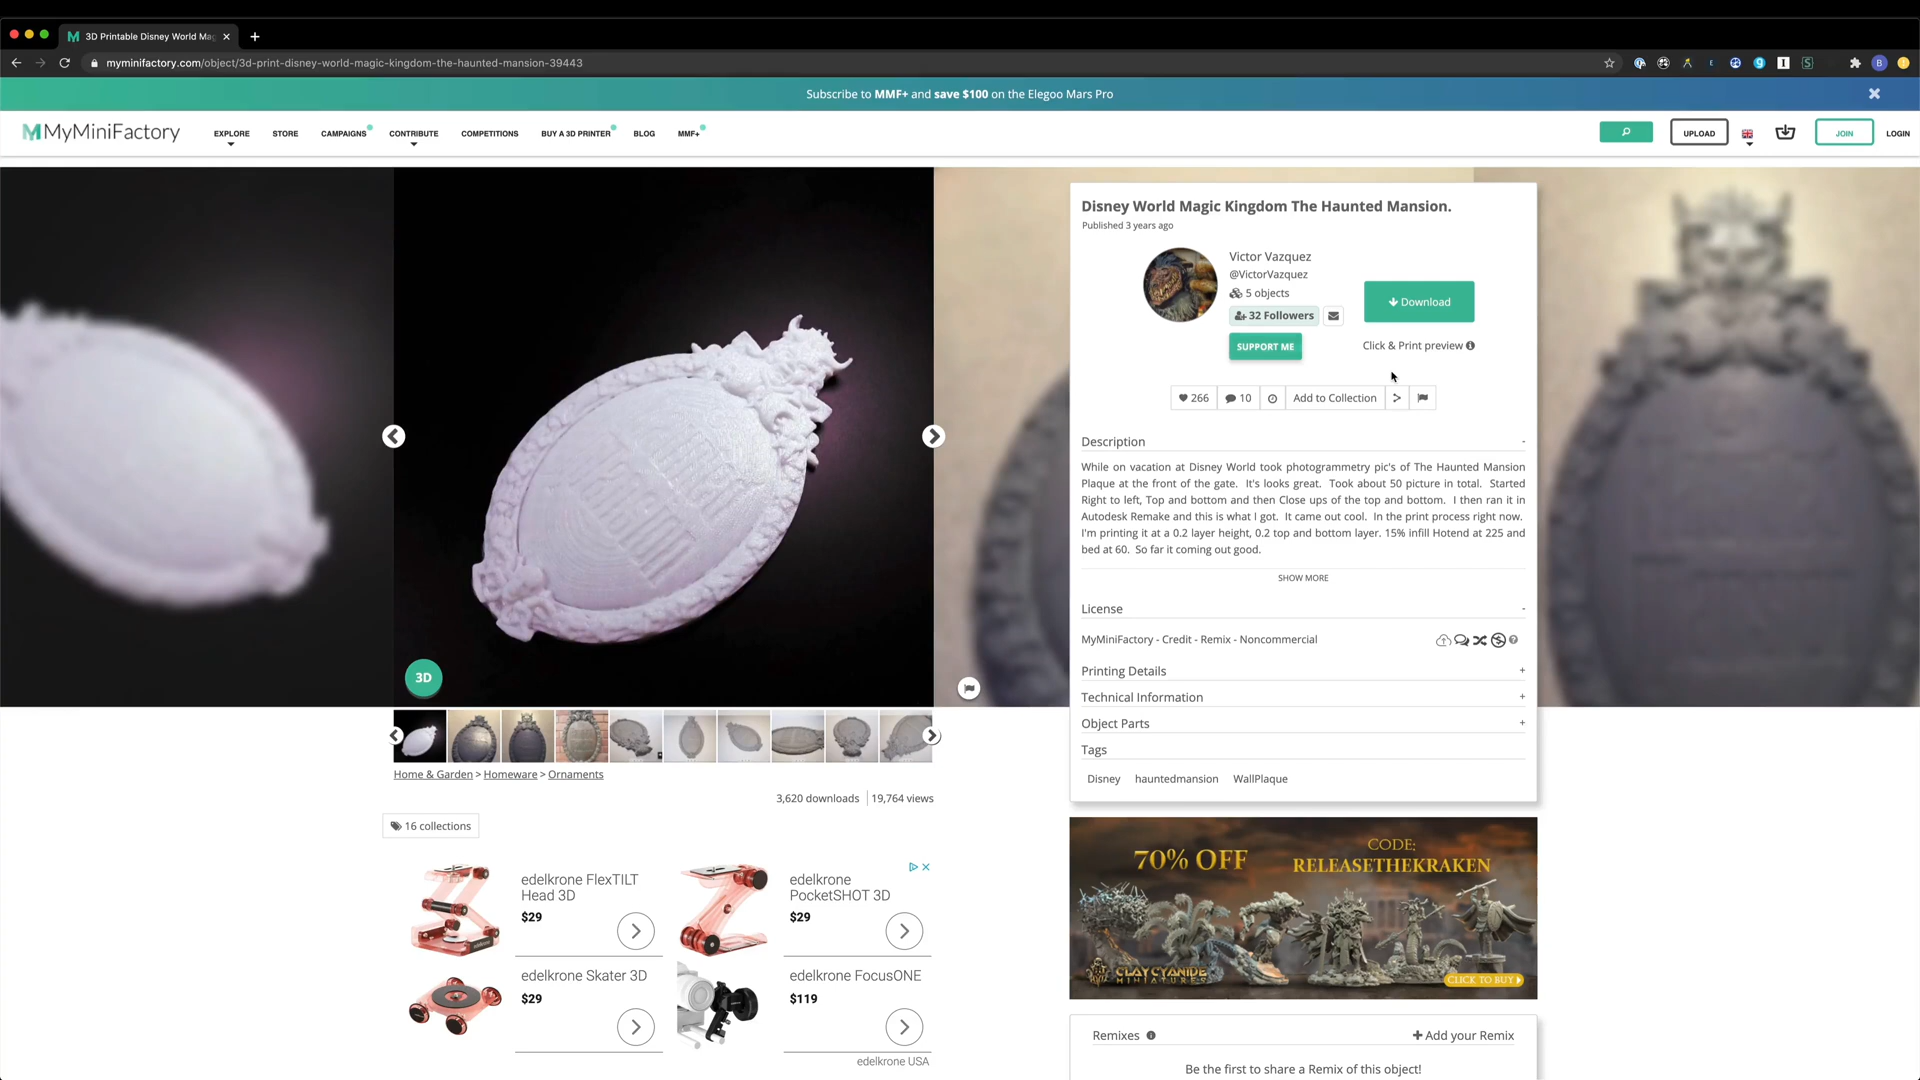 3D Printable Disney World Mag
myminifactory.com/object/3d-print-disney-world-magic-kingdom-the-haunted-mansion-39443
Subscribe to MMF+ and save $100 on the Elegoo Mars Pro
MyMiniFactory
EXPLORE
STORE
CAMPAIGNS
CONTRIBUTE
COMPETITIONS
BUY A 3D PRINTER
BLOG
MMF+
UPLOAD
JOIN
LOGIN
Disney World Magic Kingdom The Haunted Mansion.
Published 3 years ago
Victor Vazquez
@VictorVazquez
5 objects
32 Followers
SUPPORT ME
Download
Click & Print preview
266
10
Add to Collection
Description
-
While on vacation at Disney World took photogrammetry pic's of The Haunted Mansion
Plaque at the front of the gate. It's looks great. Took about 50 picture in total. Started
Right to left, Top and bottom and then Close ups of the top and bottom. I then ran it in
Autodesk Remake and this is what I got. It came out cool. In the print process right now.
I'm printing it at a 0.2 layer height, 0.2 top and bottom layer. 15% infill Hotend at 225 and
bed at 60. So far it coming out good.
SHOW MORE
License
-
MyMiniFactory - Credit - Remix - Noncommercial
Printing Details
+
Technical Information
+
Object Parts
+
Tags
Disney
hauntedmansion
WallPlaque
3D
Home & Garden > Homeware > Ornaments
3,620 downloads
19,764 views
16 collections
edelkrone FlexTILT
Head 3D
$29
edelkrone
PocketSHOT 3D
$29
edelkrone Skater 3D
$29
edelkrone FocusONE
$119
edelkrone USA
70% OFF
CODE:
RELEASETHEKRAKEN
CLAY CYANIDE
MINIATURES
CLICK TO BUY
Remixes
+ Add your Remix
Be the first to share a Remix of this object!